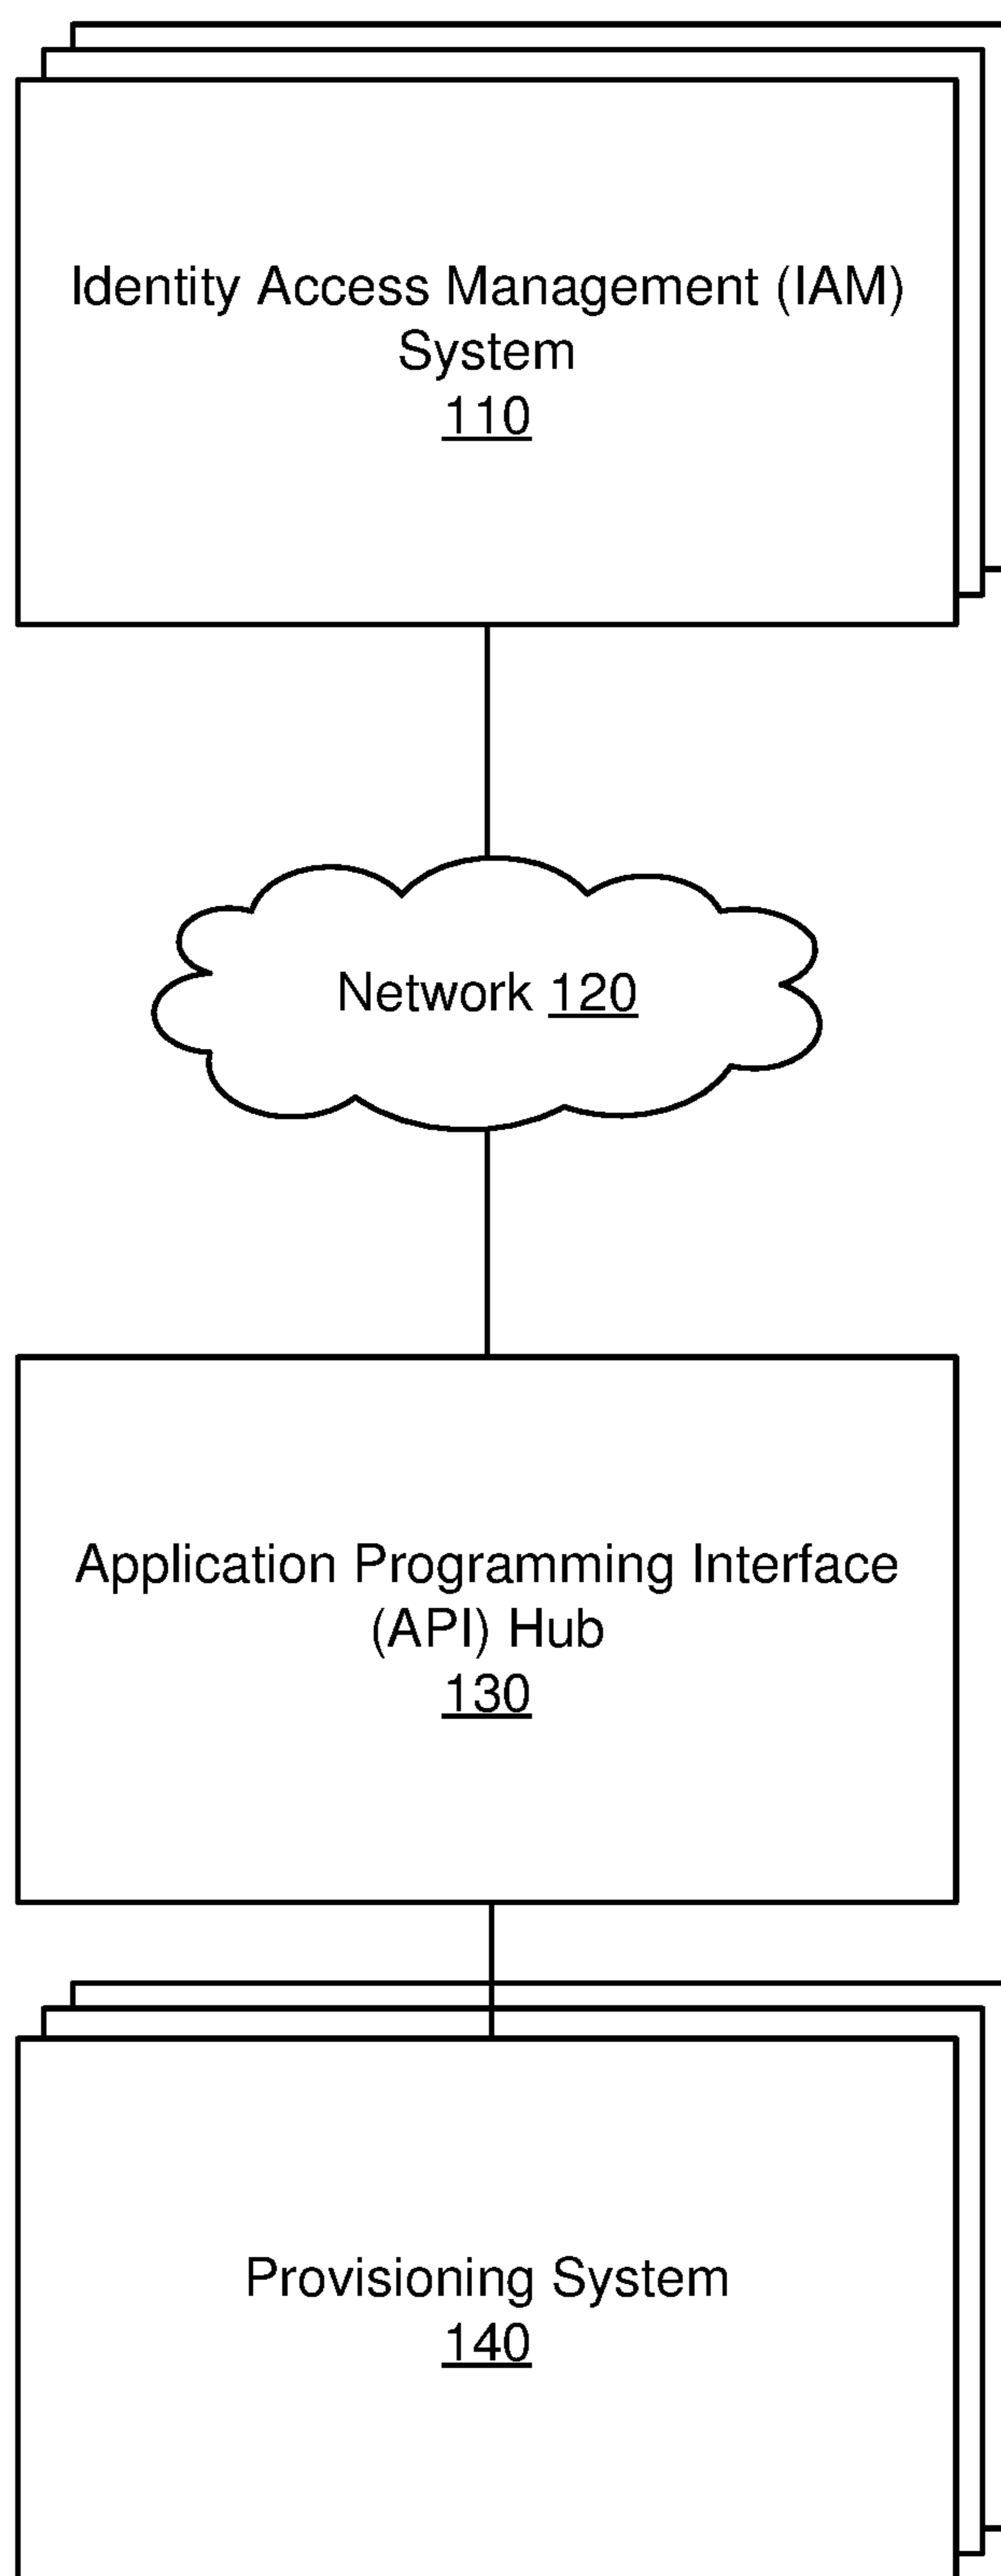 Identity Access Management (IAM)
System
110
Network 120
Application Programming Interface
(API) Hub
130
Provisioning System
140